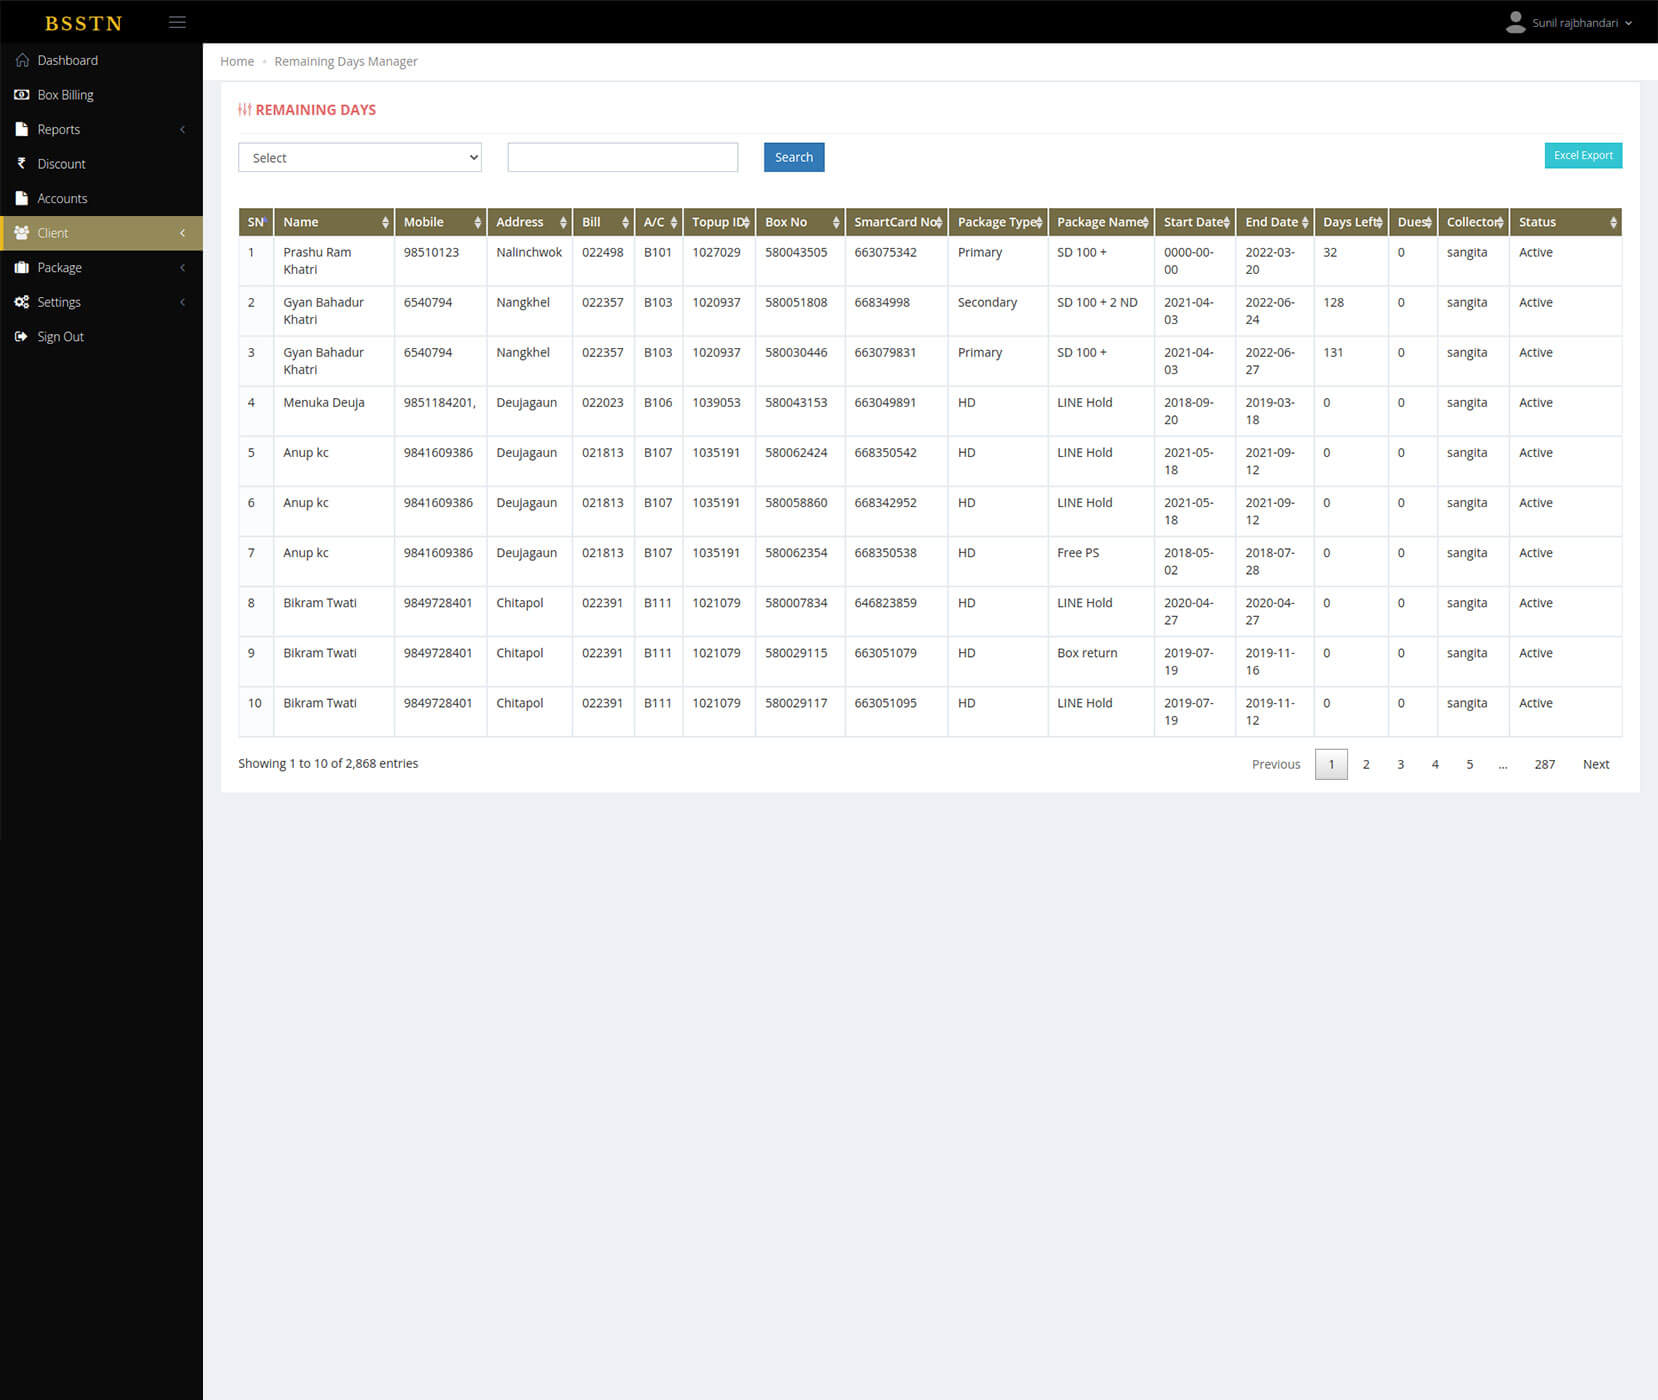 BSSTN
Sunil rajbhandari
Dashboard
Box Billing
Reports
Discount
Accounts
Client
Package
Settings
Sign Out
Home Remaining Days Manager
REMAINING DAYS
Select Search Excel Export
SN Name Mobile Address Bill A/C Topup ID Box No SmartCard No Package Type Package Name Start Date End Date Days Left Dues Collector Status
1 Prashu Ram Khatri 98510123 Nalinchwok 022498 B101 1027029 580043505 663075342 Primary SD 100 + 0000-00-00 2022-03-20 32 0 sangita Active
2 Gyan Bahadur Khatri 6540794 Nangkhel 022357 B103 1020937 580051808 66834998 Secondary SD 100 + 2 ND 2021-04-03 2022-06-24 128 0 sangita Active
3 Gyan Bahadur Khatri 6540794 Nangkhel 022357 B103 1020937 580030446 663079831 Primary SD 100 + 2021-04-03 2022-06-27 131 0 sangita Active
4 Menuka Deuja 9851184201, Deujagaun 022023 B106 1039053 580043153 663049891 HD LINE Hold 2018-09-20 2019-03-18 0 0 sangita Active
5 Anup kc 9841609386 Deujagaun 021813 B107 1035191 580062424 668350542 HD LINE Hold 2021-05-18 2021-09-12 0 0 sangita Active
6 Anup kc 9841609386 Deujagaun 021813 B107 1035191 580058860 668342952 HD LINE Hold 2021-05-18 2021-09-12 0 0 sangita Active
7 Anup kc 9841609386 Deujagaun 021813 B107 1035191 580062354 668350538 HD Free PS 2018-05-02 2018-07-28 0 0 sangita Active
8 Bikram Twati 9849728401 Chitapol 022391 B111 1021079 580007834 646823859 HD LINE Hold 2020-04-27 2020-04-27 0 0 sangita Active
9 Bikram Twati 9849728401 Chitapol 022391 B111 1021079 580029115 663051079 HD Box return 2019-07-19 2019-11-16 0 0 sangita Active
10 Bikram Twati 9849728401 Chitapol 022391 B111 1021079 580029117 663051095 HD LINE Hold 2019-07-19 2019-11-12 0 0 sangita Active
Showing 1 to 10 of 2,868 entries
Previous 1 2 3 4 5 ... 287 Next